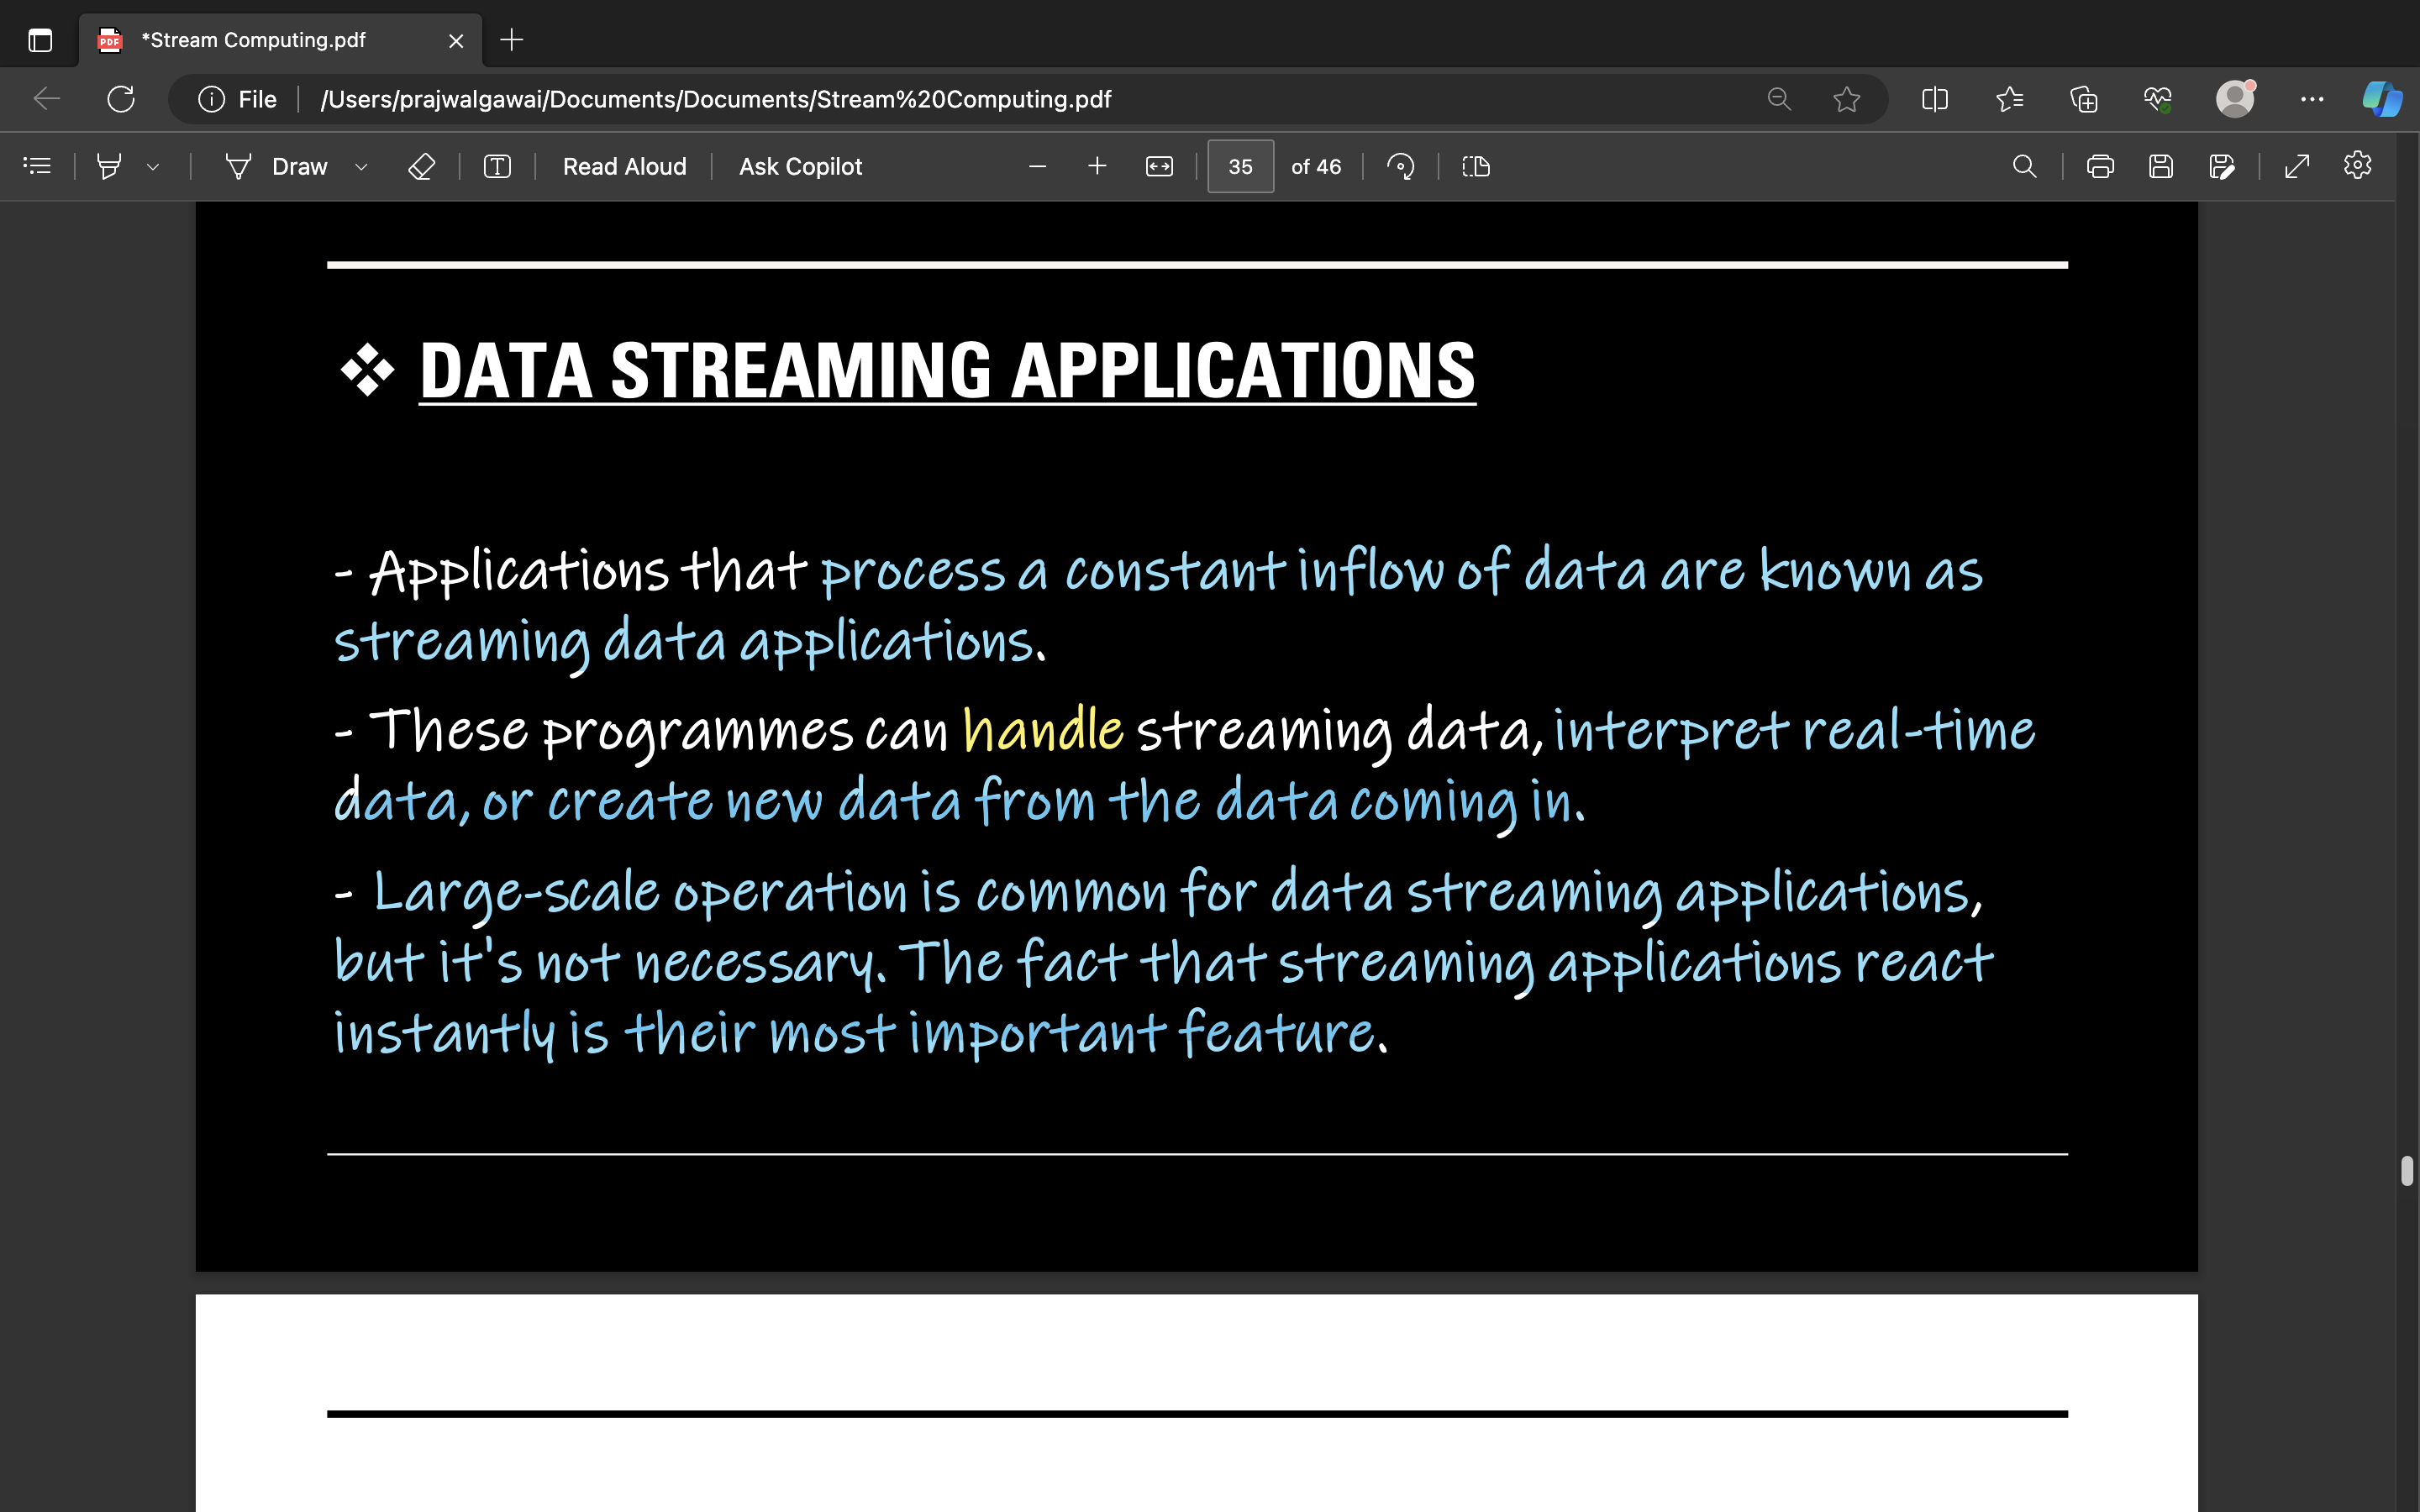 *Stream Computing.pdf
File /Users/prajwalgawai/Documents/Documents/Stream%20Computing.pdf
Draw Read Aloud Ask Copilot 35 of 46
❖ DATA STREAMING APPLICATIONS
- Applications that process a constant inflow of data are known as
streaming data applications.
- These programmes can handle streaming data, interpret real-time
data, or create new data from the data coming in.
- Large-scale operation is common for data streaming applications,
but it's not necessary. The fact that streaming applications react
instantly is their most important feature.